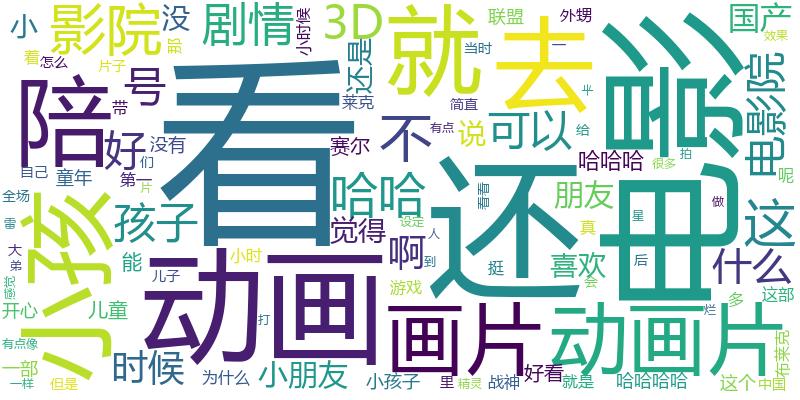 小
影院
没
剧情
3D
就
去
联盟
外甥
国产
那
小时候
还是
当时
一
效果
着
怎么
片子
陪
号
带
看
莱克
简直
半
影
电影
电影院
好
没有
们
不
有点
说
可以
给
赛尔
哈哈哈
很多
拍
自己
童年
第一
片
哈哈
还
看看
朋友
做
呢
全场
雷
小孩
孩子
觉得
设定
人
真
星
这
大
弟
能
小时
啊
到
挺
喜欢
后
什么
感觉
儿子
动画
游戏
会
多
这部
开心
儿童
打
画片
动画片
烂
布莱克
有点像
一部
时候
为什么
小朋友
小孩子
里
战神
好看
就是
哈哈哈哈
这个
中国
一样
但是
精灵